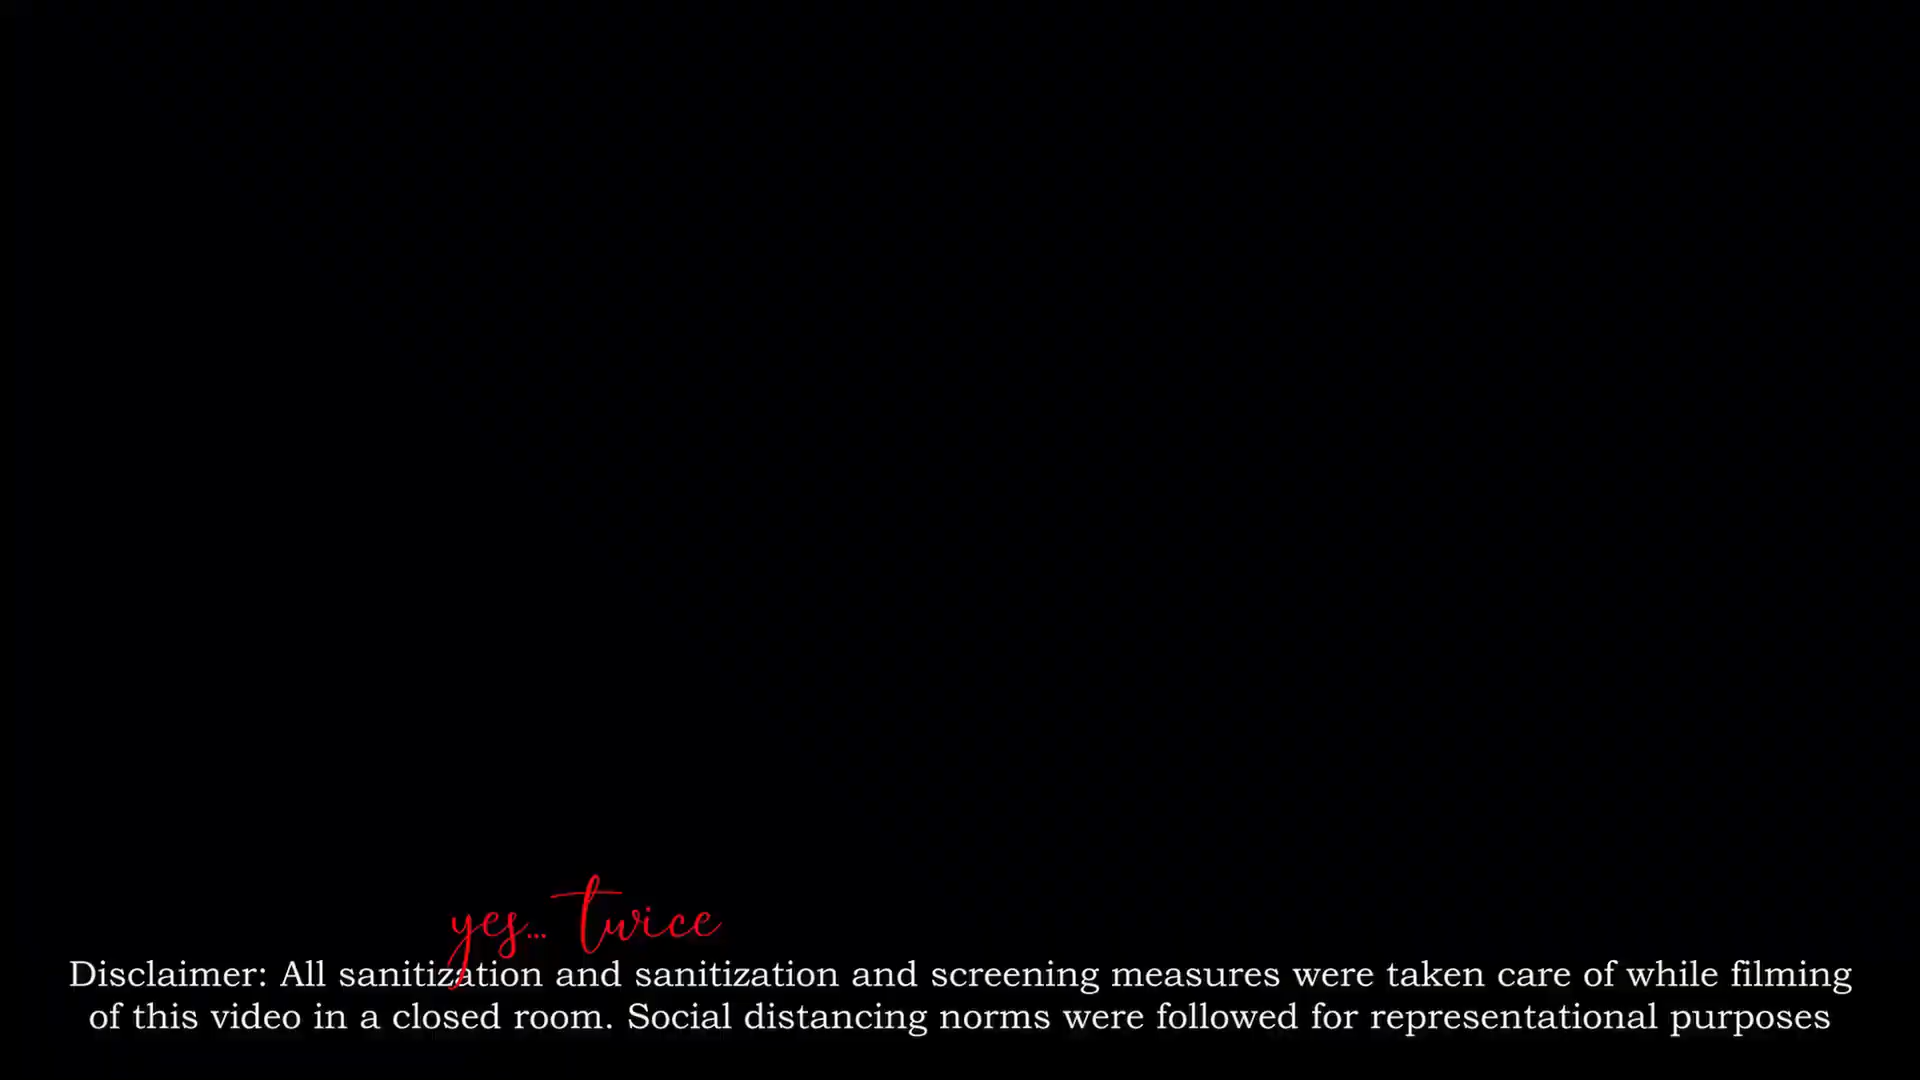 yes... twice
Disclaimer: All sanitization and sanitization and screening measures were taken care of while filming
of this video in a closed room. Social distancing norms were followed for representational purposes